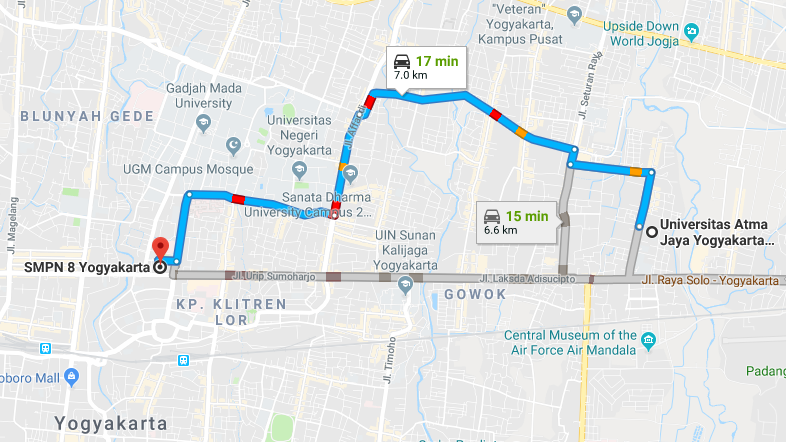 "Veteran"
Yogyakarta,
Kampus Pusat
Upside Down
World Jogja
17 min
7.0 km
Jl. Seturan Raya
Gadjah Mada
University
BLUNYAH GEDE
Universitas
Negeri
Yogyakarta
Jl. Affandi
UGM Campus Mosque
Sanata Dharma
University Campus 2...
Jl. Magelang
15 min
6.6 km
Universitas Atma
Jaya Yogyakarta...
UIN Sunan
Kalijaga
Yogyakarta
SMPN 8 Yogyakarta
Jl. Urip Sumoharjo
Jl. Laksda Adisucipto
Jl. Raya Solo - Yogyakarta
GOWOK
KP. KLITREN
LOR
Central Museum of the
Air Force Air Mandala
Jl. Timoho
oboro Mall
Padang
Yogyakarta